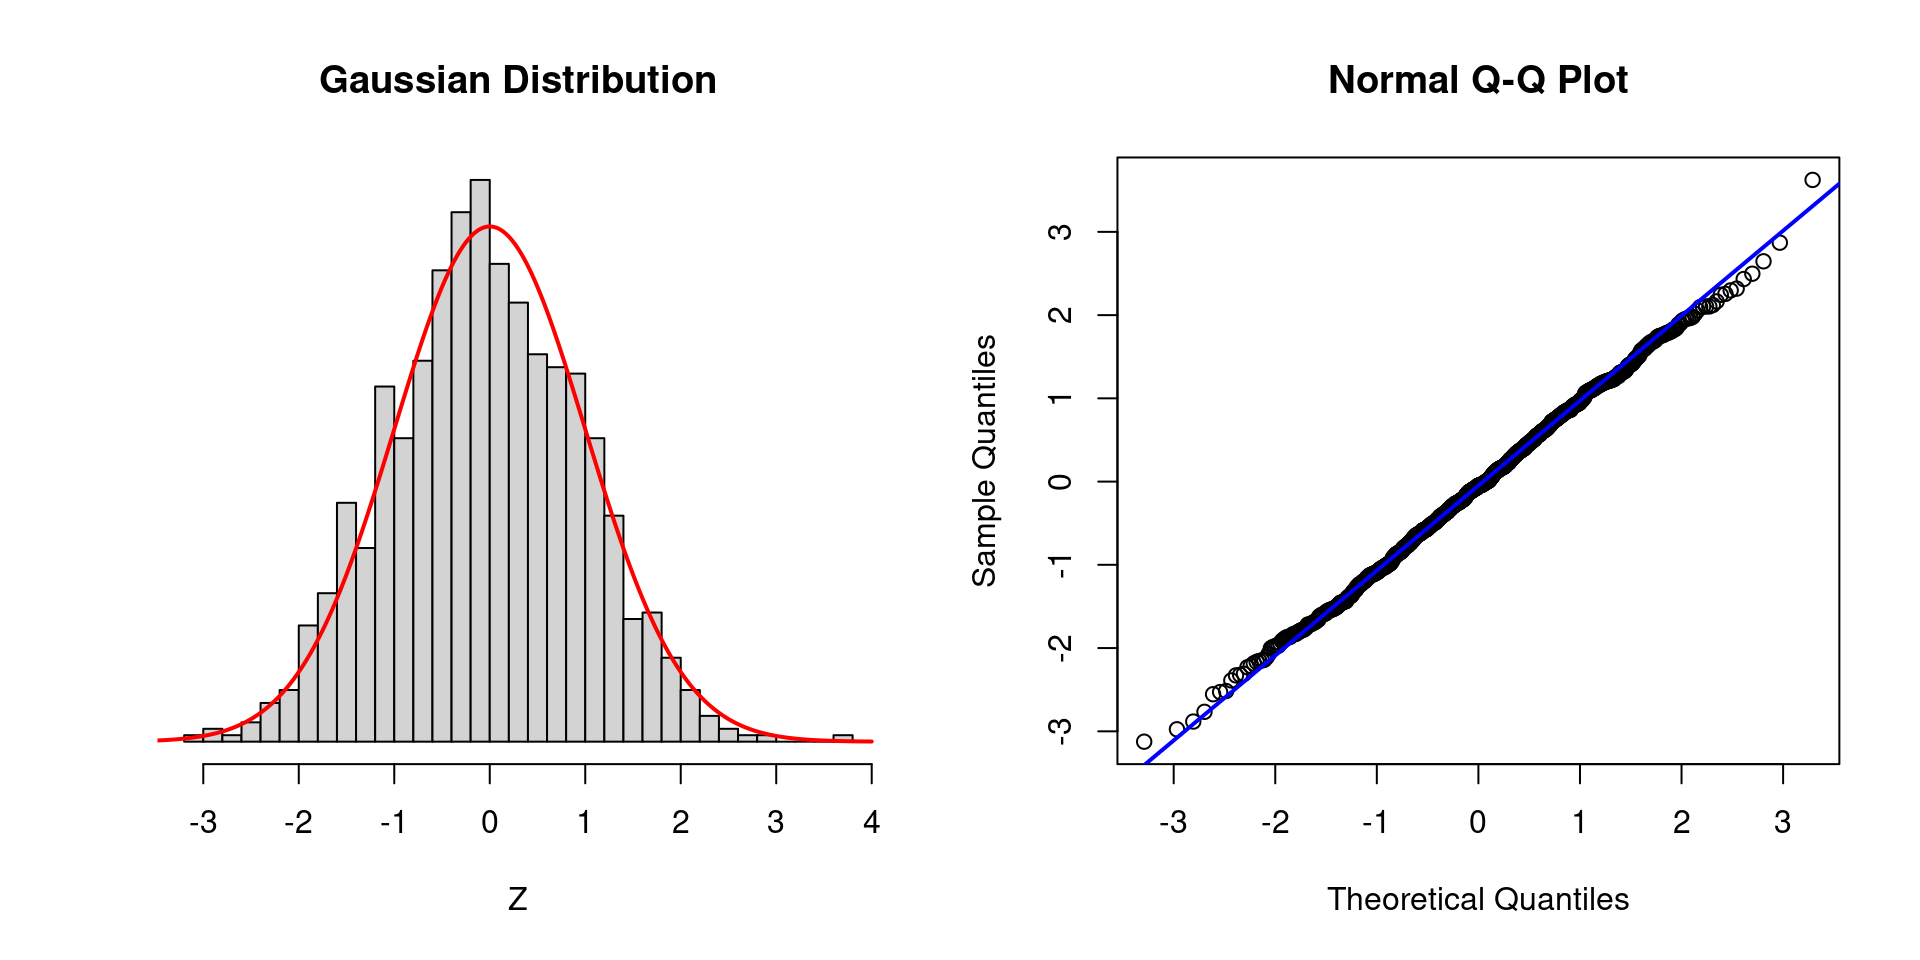 Gaussian Distribution
-3 -2 -1 0 1 2 3 4
Z
Normal Q-Q Plot
Sample Quantiles
3
2
1
0
-1
-2
-3
-3 -2 -1 0 1 2 3
Theoretical Quantiles